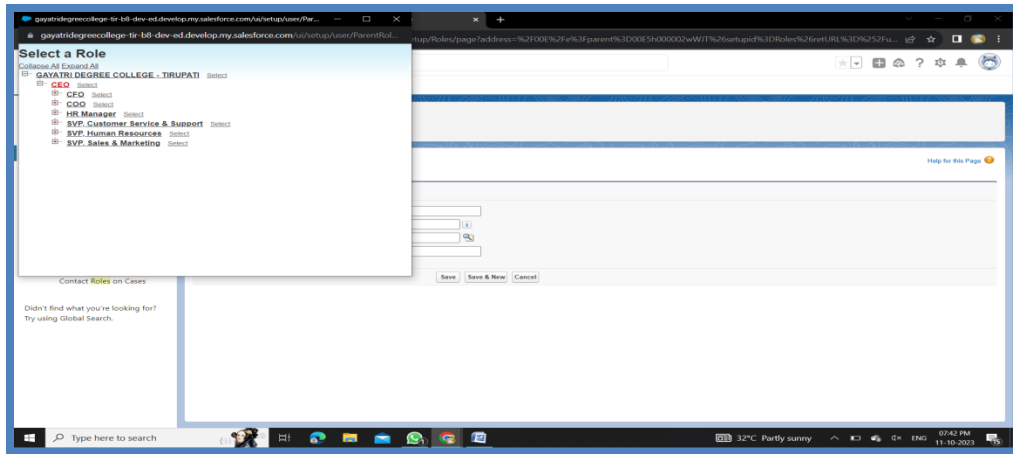 gayatridegreecollege-tir-b8-dev-ed.develop.my.salesforce.com/ui/setup/user/Par...
gayatridegreecollege-tir-b8-dev-ed.develop.my.salesforce.com/ui/setup/user/ParentRol...
Select a Role
Collapse All Expand All
GAYATRI DEGREE COLLEGE - TIRUPATI Select
CEO Select
CFO Select
COO Select
HR Manager Select
SVP, Customer Service & Support Select
SVP, Human Resources Select
SVP, Sales & Marketing Select
Help for this Page
Save Save & New Cancel
Contact Roles on Cases
Didn't find what you're looking for?
Try using Global Search.
Type here to search
32°C Partly sunny
ENG
07:42 PM
11-10-2023
15